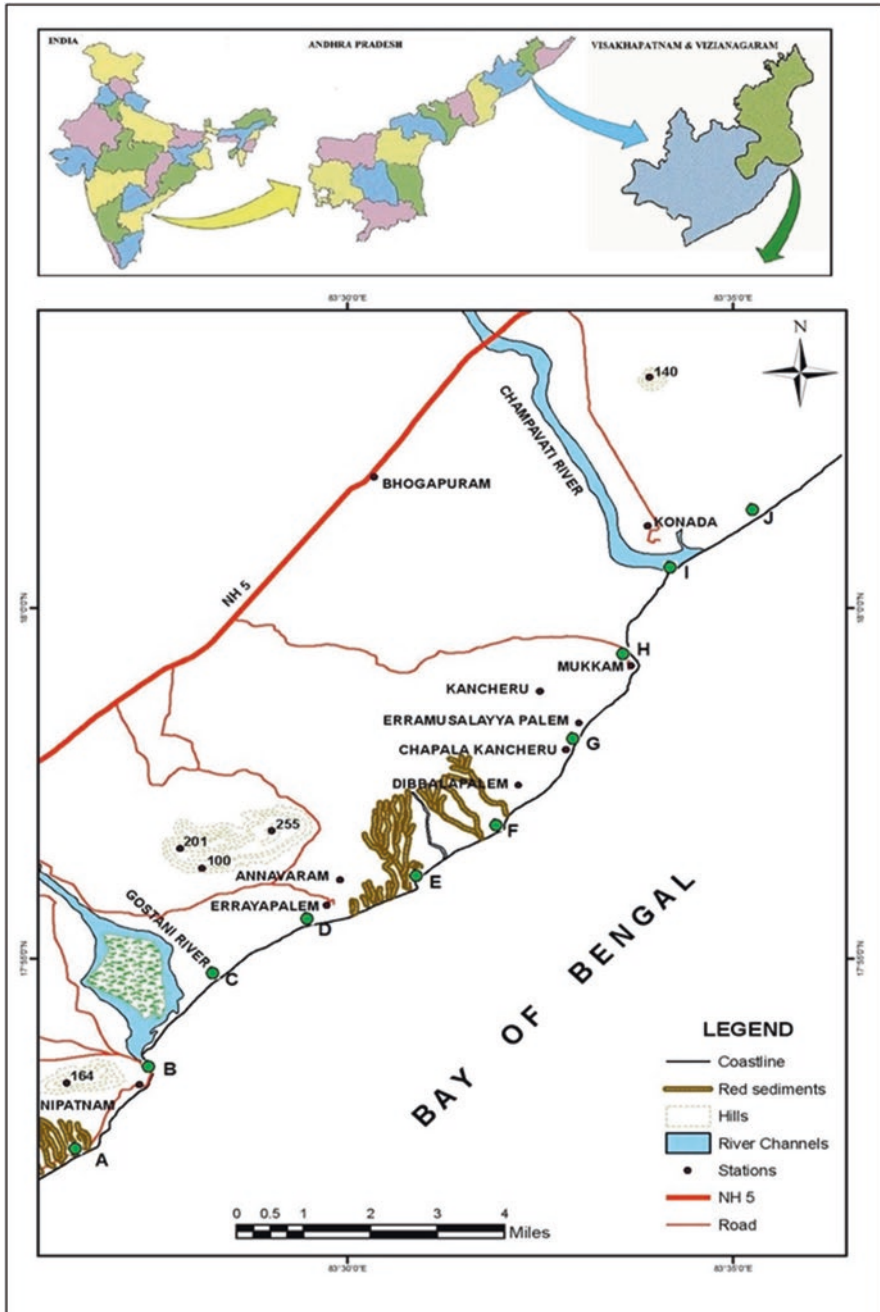 INDIA
ANDHRA PRADESH
VISAKHAPATNAM & VIZIANAGARAM
83°30'0"E
83°35'0"E
N
140
CHAMPAVATI RIVER
BHOGAPURAM
J
KONADA
I
NH 5
18°0'0"N
18°0'0"N
H
MUKKAM
KANCHERU
ERRAMUSALAYYA PALEM
G
CHAPALA KANCHERU
DIBBALAPALEM
255
201
F
100
ANNAVARAM
E
GOSTANI RIVER
ERRAYAPALEM
D
17°55'0"N
17°55'0"N
C
BAY OF BENGAL
B
164
NIPATNAM
A
LEGEND
Coastline
Red sediments
Hills
River Channels
Stations
NH 5
Road
0 0.5 1 2 3 4
Miles
83°30'0"E
83°35'0"E